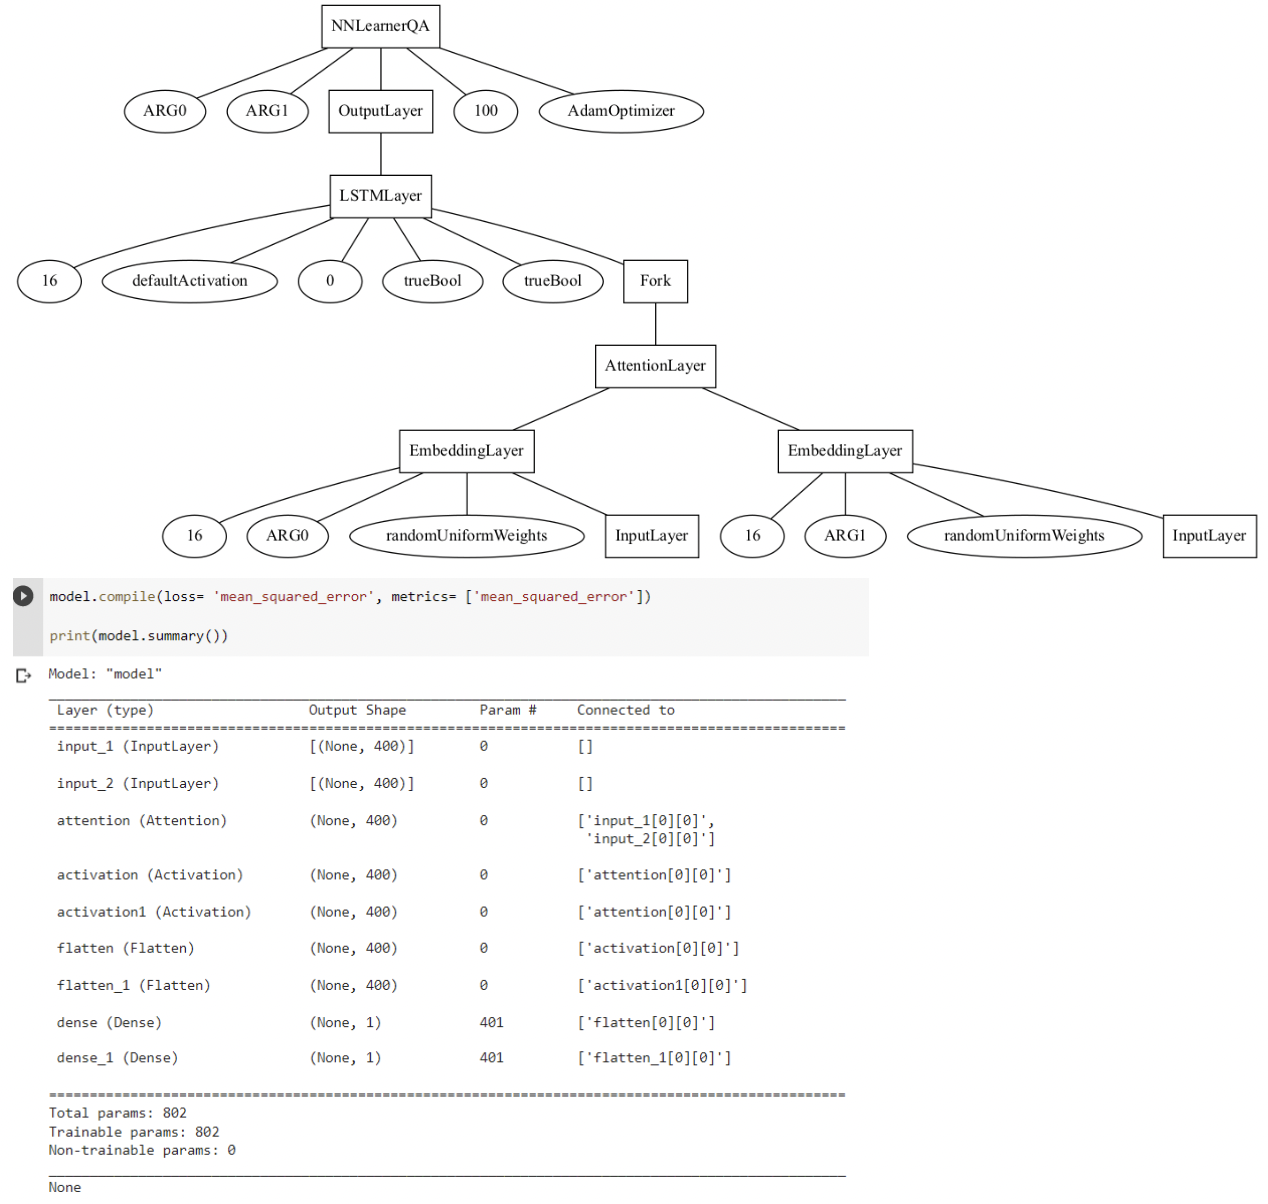 NNLearnerQA
ARG0 ARG1 OutputLayer 100 AdamOptimizer
LSTMLayer
16 defaultActivation 0 trueBool trueBool Fork
AttentionLayer
EmbeddingLayer EmbeddingLayer
16 ARG0 randomUniformWeights InputLayer 16 ARG1 randomUniformWeights InputLayer
model.compile(loss= 'mean_squared_error', metrics= ['mean_squared_error'])
print(model.summary())
Model: "model"
Layer (type) Output Shape Param # Connected to
input_1 (InputLayer) [(None, 400)] 0 []
input_2 (InputLayer) [(None, 400)] 0 []
attention (Attention) (None, 400) 0 ['input_1[0][0]',
'input_2[0][0]']
activation (Activation) (None, 400) 0 ['attention[0][0]']
activation1 (Activation) (None, 400) 0 ['attention[0][0]']
flatten (Flatten) (None, 400) 0 ['activation[0][0]']
flatten_1 (Flatten) (None, 400) 0 ['activation1[0][0]']
dense (Dense) (None, 1) 401 ['flatten[0][0]']
dense_1 (Dense) (None, 1) 401 ['flatten_1[0][0]']
Total params: 802
Trainable params: 802
Non-trainable params: 0
None